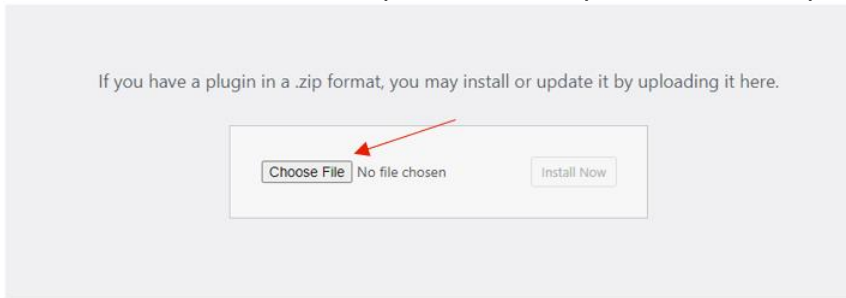 If you have a plugin in a .zip format, you may install or update it by uploading it here.
Choose File No file chosen Install Now